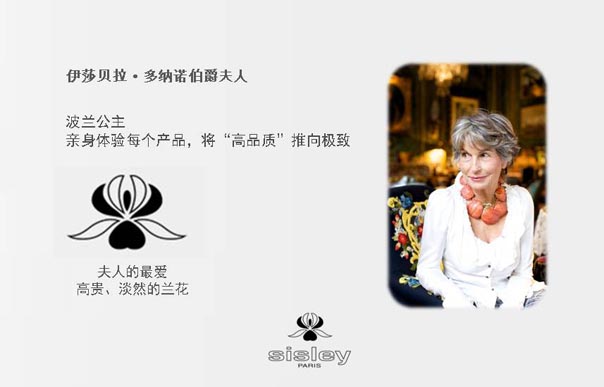 伊莎贝拉·多纳诺伯爵夫人
波兰公主
亲身体验每个产品，将“高品质”推向极致
夫人的最爱
高贵、淡然的兰花
sisley
PARIS